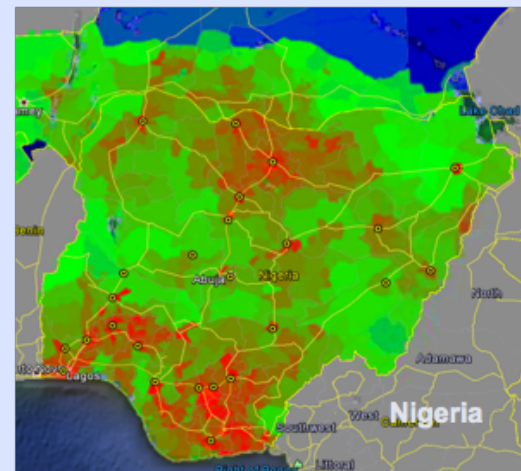 Lake Chad
Benin
Abuja
Nigeria
North
Lagos
Adamawa
West
Nigeria
Southwest
Littoral